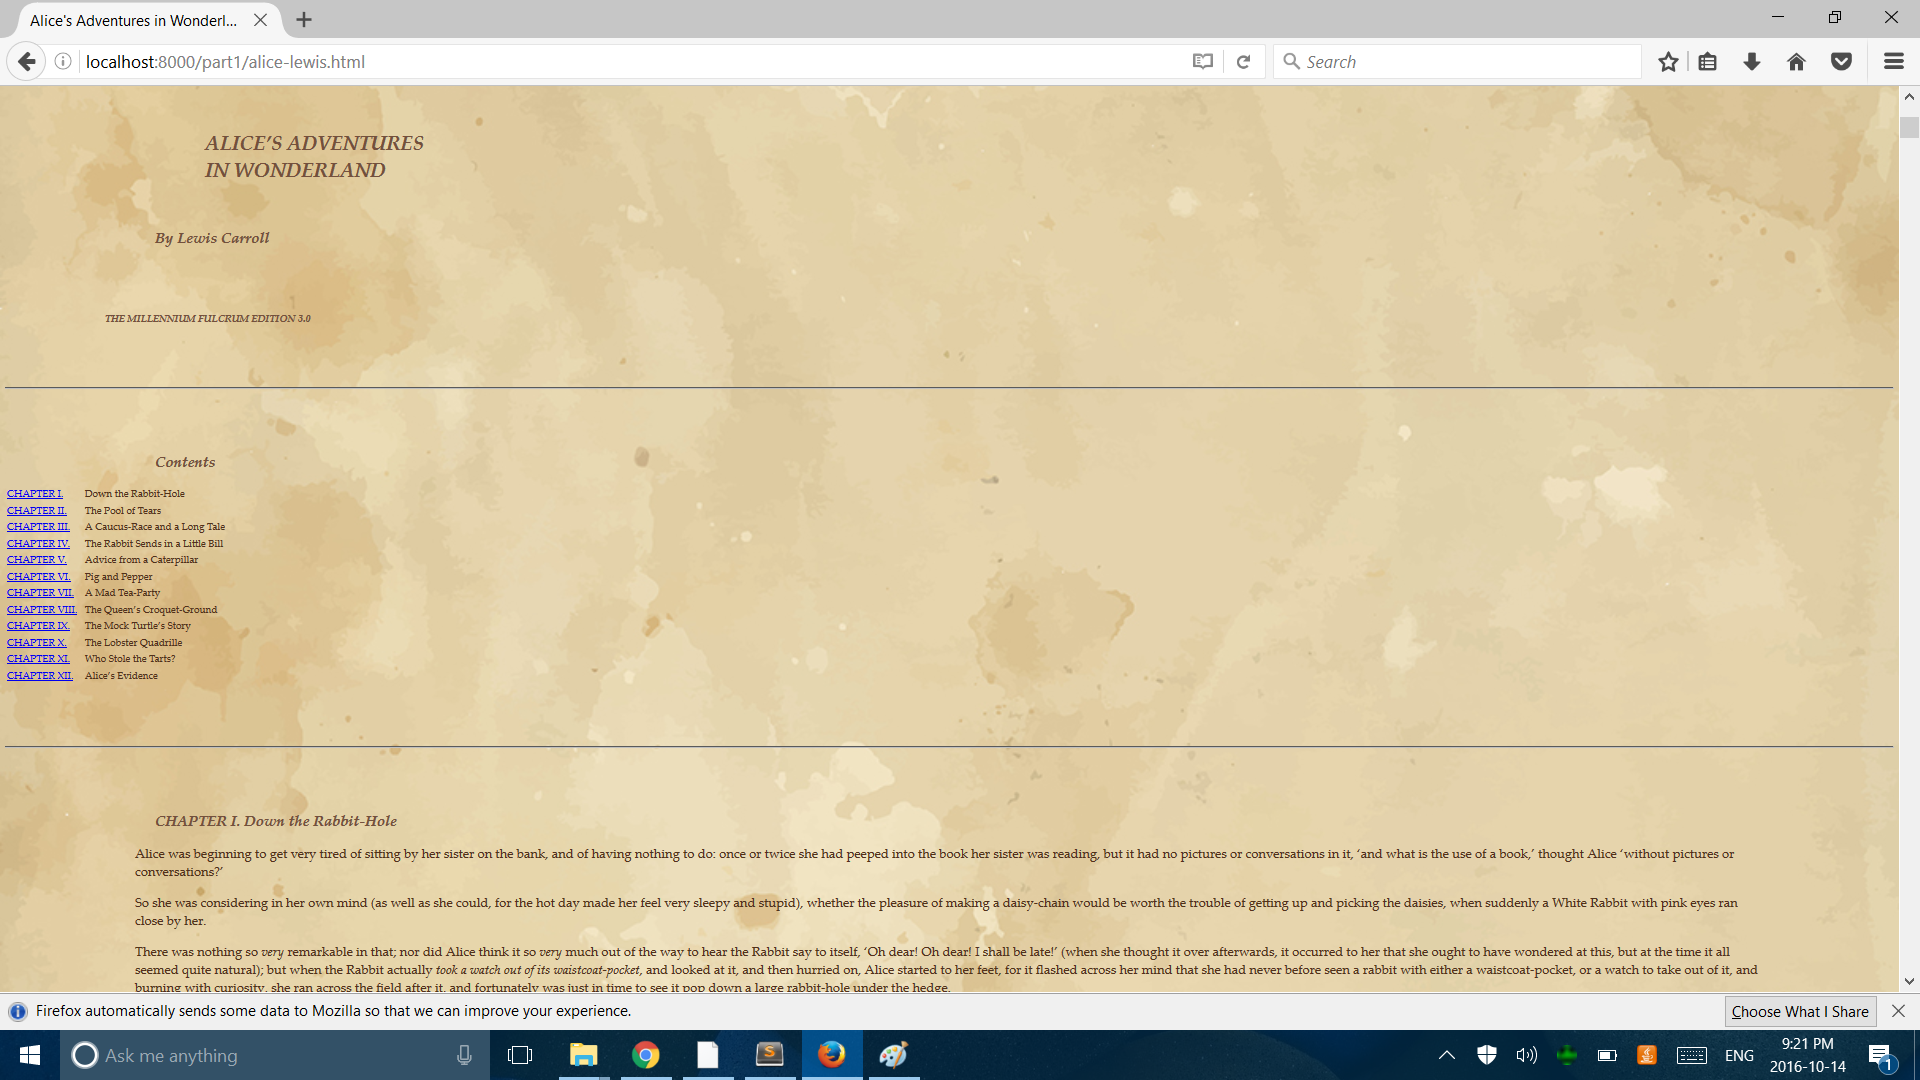 Alice's Adventures in Wonderl...
localhost:8000/part1/alice-lewis.html
Search
ALICE’S ADVENTURES
IN WONDERLAND
By Lewis Carroll
THE MILLENNIUM FULCRUM EDITION 3.0
Contents
CHAPTER I. Down the Rabbit-Hole
CHAPTER II. The Pool of Tears
CHAPTER III. A Caucus-Race and a Long Tale
CHAPTER IV. The Rabbit Sends in a Little Bill
CHAPTER V. Advice from a Caterpillar
CHAPTER VI. Pig and Pepper
CHAPTER VII. A Mad Tea-Party
CHAPTER VIII. The Queen’s Croquet-Ground
CHAPTER IX. The Mock Turtle’s Story
CHAPTER X. The Lobster Quadrille
CHAPTER XI. Who Stole the Tarts?
CHAPTER XII. Alice’s Evidence
CHAPTER I. Down the Rabbit-Hole
Alice was beginning to get very tired of sitting by her sister on the bank, and of having nothing to do: once or twice she had peeped into the book her sister was reading, but it had no pictures or conversations in it, ‘and what is the use of a book,’ thought Alice ‘without pictures or
conversations?’
So she was considering in her own mind (as well as she could, for the hot day made her feel very sleepy and stupid), whether the pleasure of making a daisy-chain would be worth the trouble of getting up and picking the daisies, when suddenly a White Rabbit with pink eyes ran
close by her.
There was nothing so very remarkable in that; nor did Alice think it so very much out of the way to hear the Rabbit say to itself, ‘Oh dear! Oh dear! I shall be late!’ (when she thought it over afterwards, it occurred to her that she ought to have wondered at this, but at the time it all
seemed quite natural); but when the Rabbit actually took a watch out of its waistcoat-pocket, and looked at it, and then hurried on, Alice started to her feet, for it flashed across her mind that she had never before seen a rabbit with either a waistcoat-pocket, or a watch to take out of it, and
burning with curiosity, she ran across the field after it, and fortunately was just in time to see it pop down a large rabbit-hole under the hedge.
Firefox automatically sends some data to Mozilla so that we can improve your experience.
Choose What I Share
Ask me anything
ENG
9:21 PM
2016-10-14
1